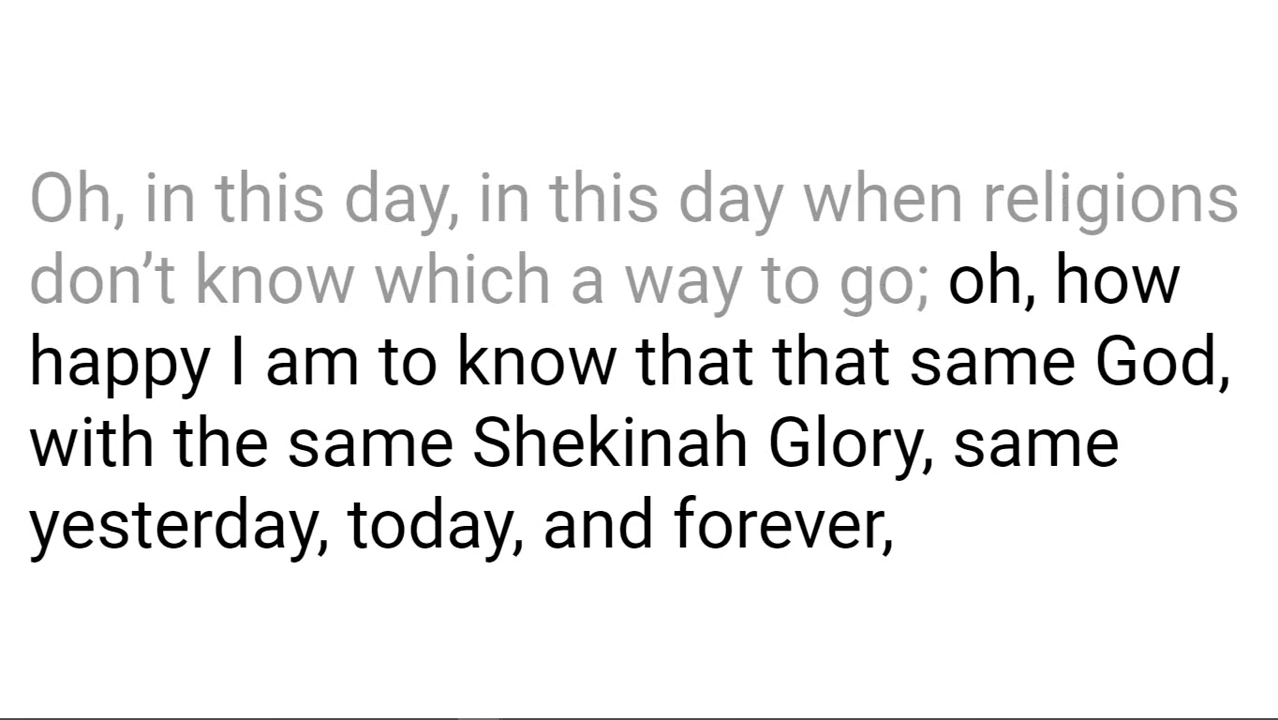 Oh, in this day, in this day when religions
don’t know which a way to go; oh, how
happy I am to know that that same God,
with the same Shekinah Glory, same
yesterday, today, and forever,